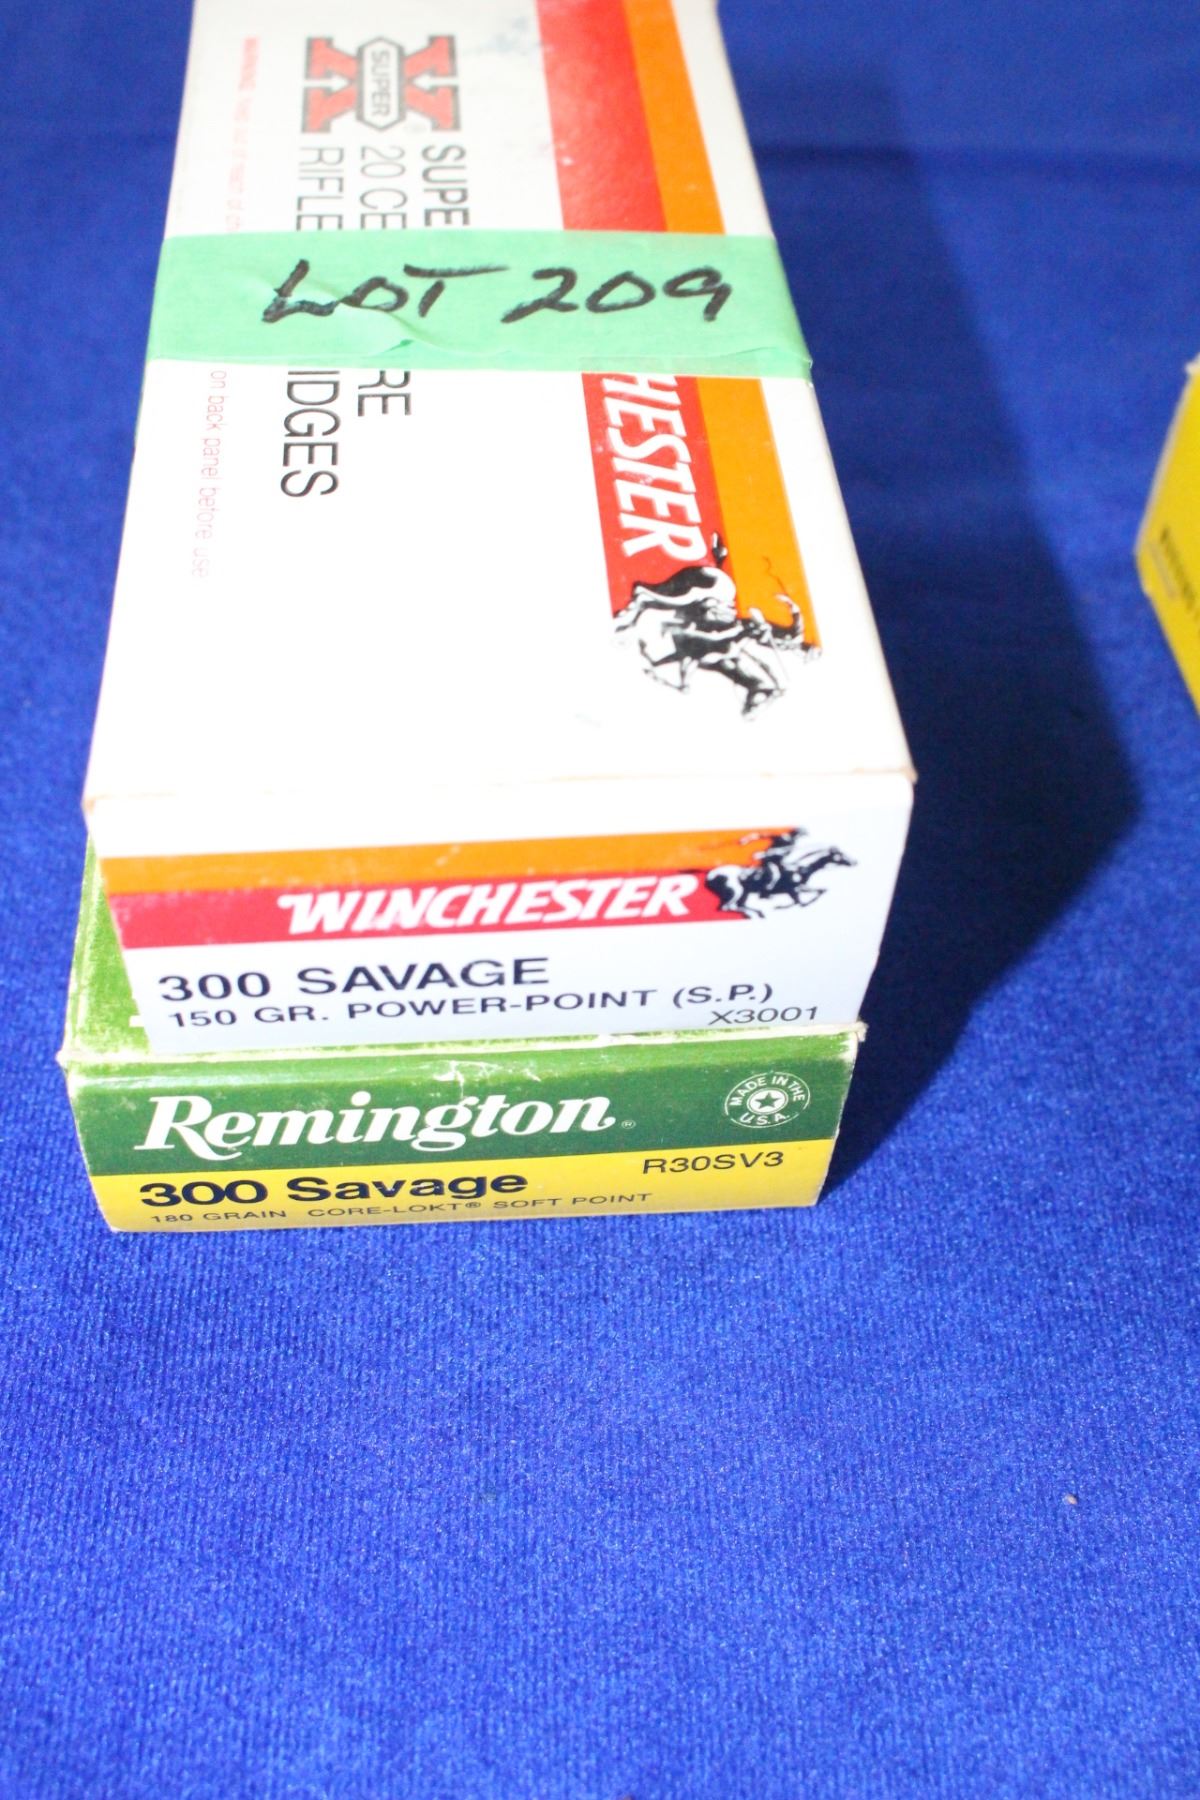 SUPER
SUPE
20 CE
RE
RIFLE
IDGES
on back panel before use
LOT 209
HESTER
WINCHESTER
300 SAVAGE
150 GR. POWER-POINT (S.P.)
X3001
Remington®
MADE IN THE U.S.A.
300 Savage
R30SV3
180 GRAIN CORE-LOKT® SOFT POINT